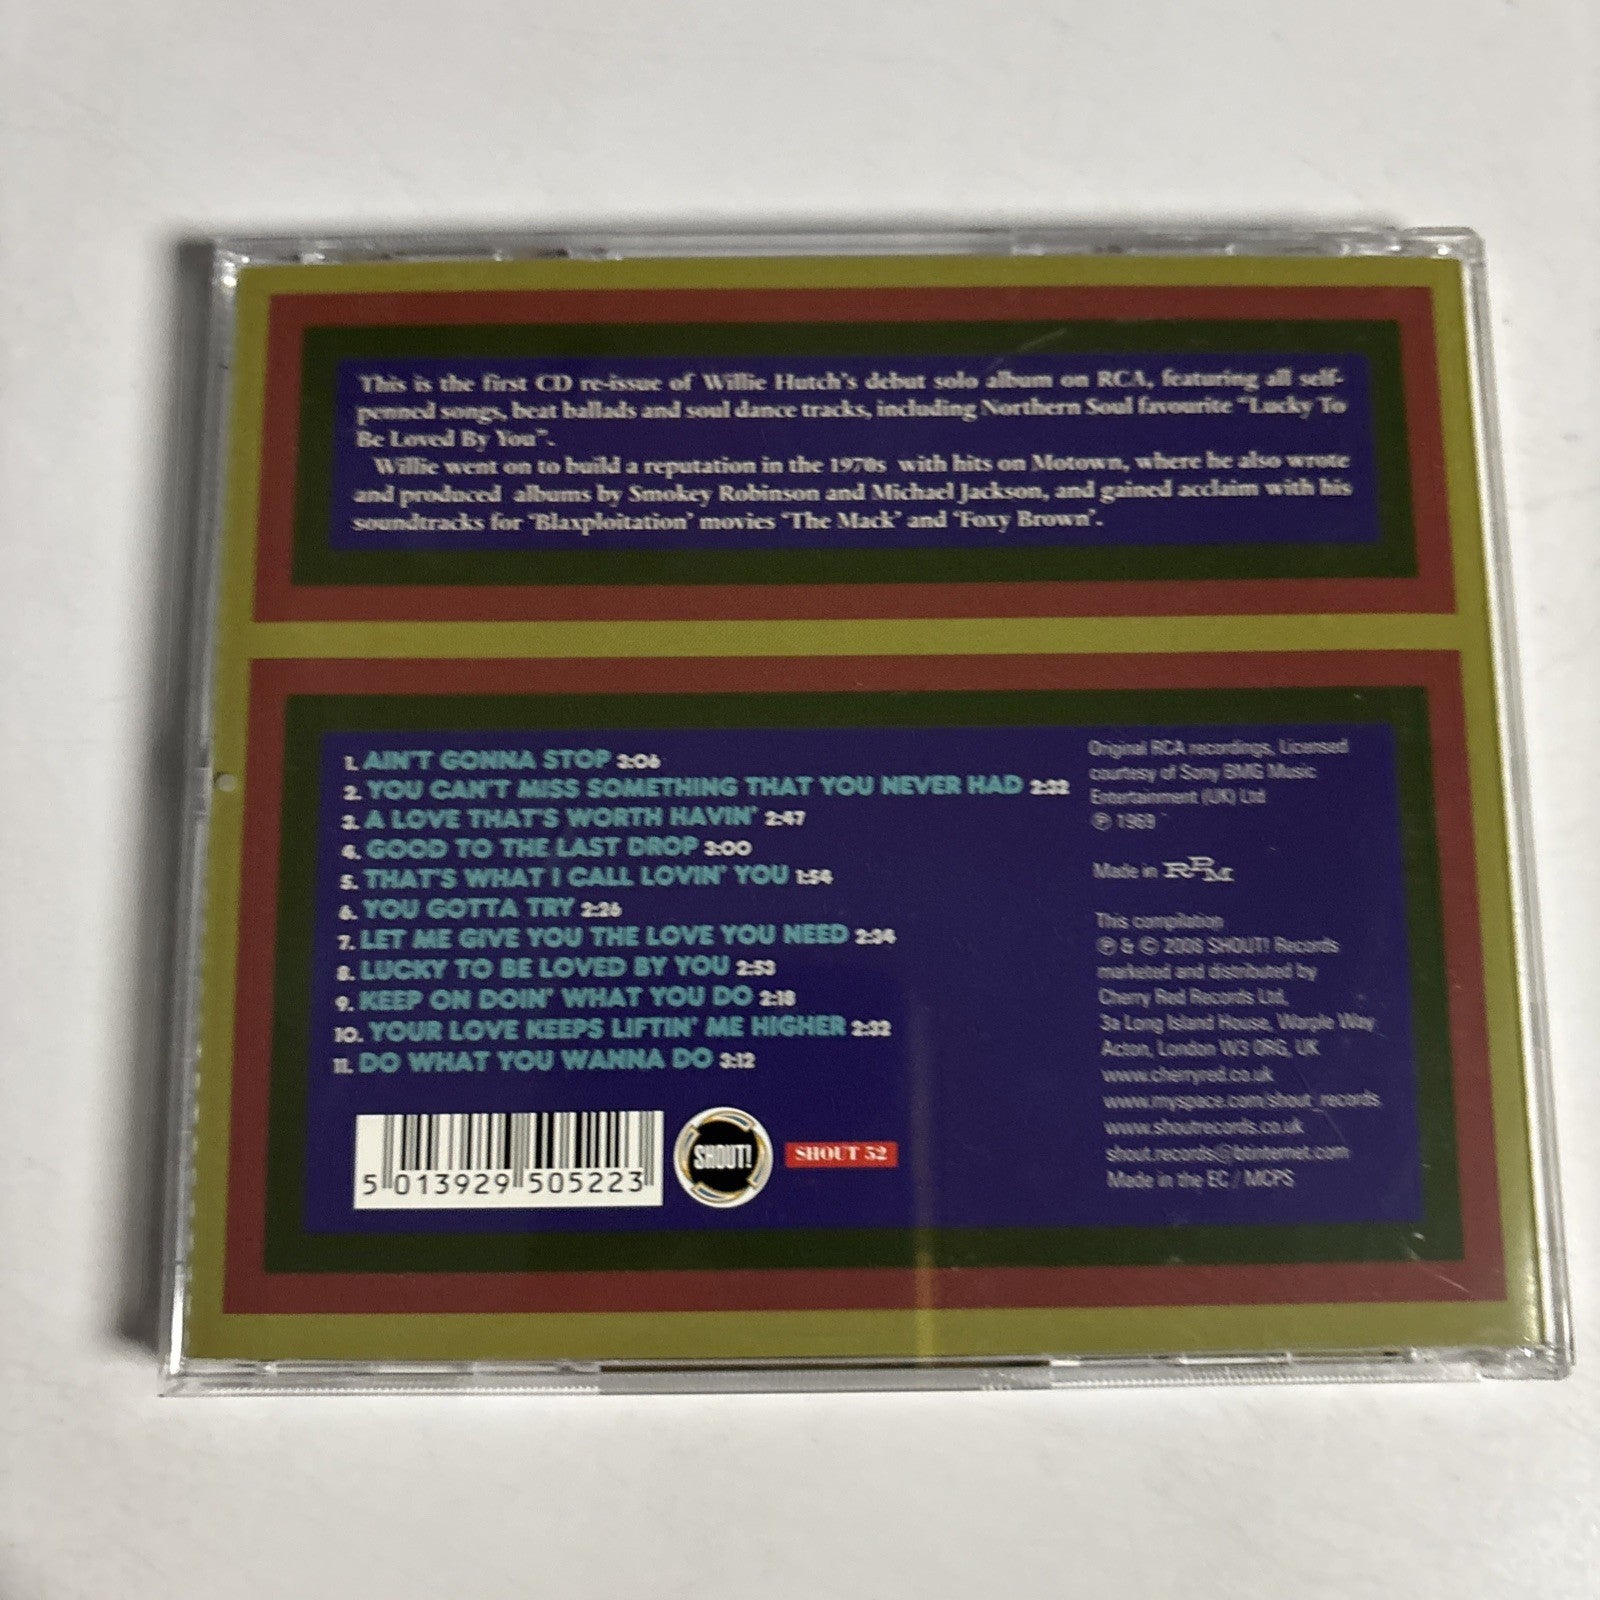 This is the first CD re-issue of Willie Hutch's debut solo album on RCA, featuring all self-
penned songs, beat ballads and soul dance tracks, including Northern Soul favourite "Lucky To
Be Loved By You".
Willie went on to build a reputation in the 1970s with hits on Motown, where he also wrote
and produced albums by Smokey Robinson and Michael Jackson, and gained acclaim with his
soundtracks for 'Blaxploitation' movies 'The Mack' and 'Foxy Brown'.
1. AIN'T GONNA STOP 3:06
2. YOU CAN'T MISS SOMETHING THAT YOU NEVER HAD 2:32
3. A LOVE THAT'S WORTH HAVIN' 2:47
4. GOOD TO THE LAST DROP 3:00
5. THAT'S WHAT I CALL LOVIN' YOU 1:54
6. YOU GOTTA TRY 2:26
7. LET ME GIVE YOU THE LOVE YOU NEED 2:34
8. LUCKY TO BE LOVED BY YOU 2:53
9. KEEP ON DOIN' WHAT YOU DO 2:18
10. YOUR LOVE KEEPS LIFTIN' ME HIGHER 2:32
11. DO WHAT YOU WANNA DO 3:12
Original RCA recordings, Licensed
courtesy of Sony BMG Music
Entertainment (UK) Ltd
℗ 1969
Made in RPM
This compilation
℗ & © 2008 SHOUT! Records
marketed and distributed by
Cherry Red Records Ltd,
3a Long Island House, Warple Way
Acton, London W3 0RG, UK
www.cherryred.co.uk
www.myspace.com/shout_records
www.shoutrecords.co.uk
shout.records@btinternet.com
Made in the EC / MCPS
5 013929 505223
SHOUT!
SHOUT 52